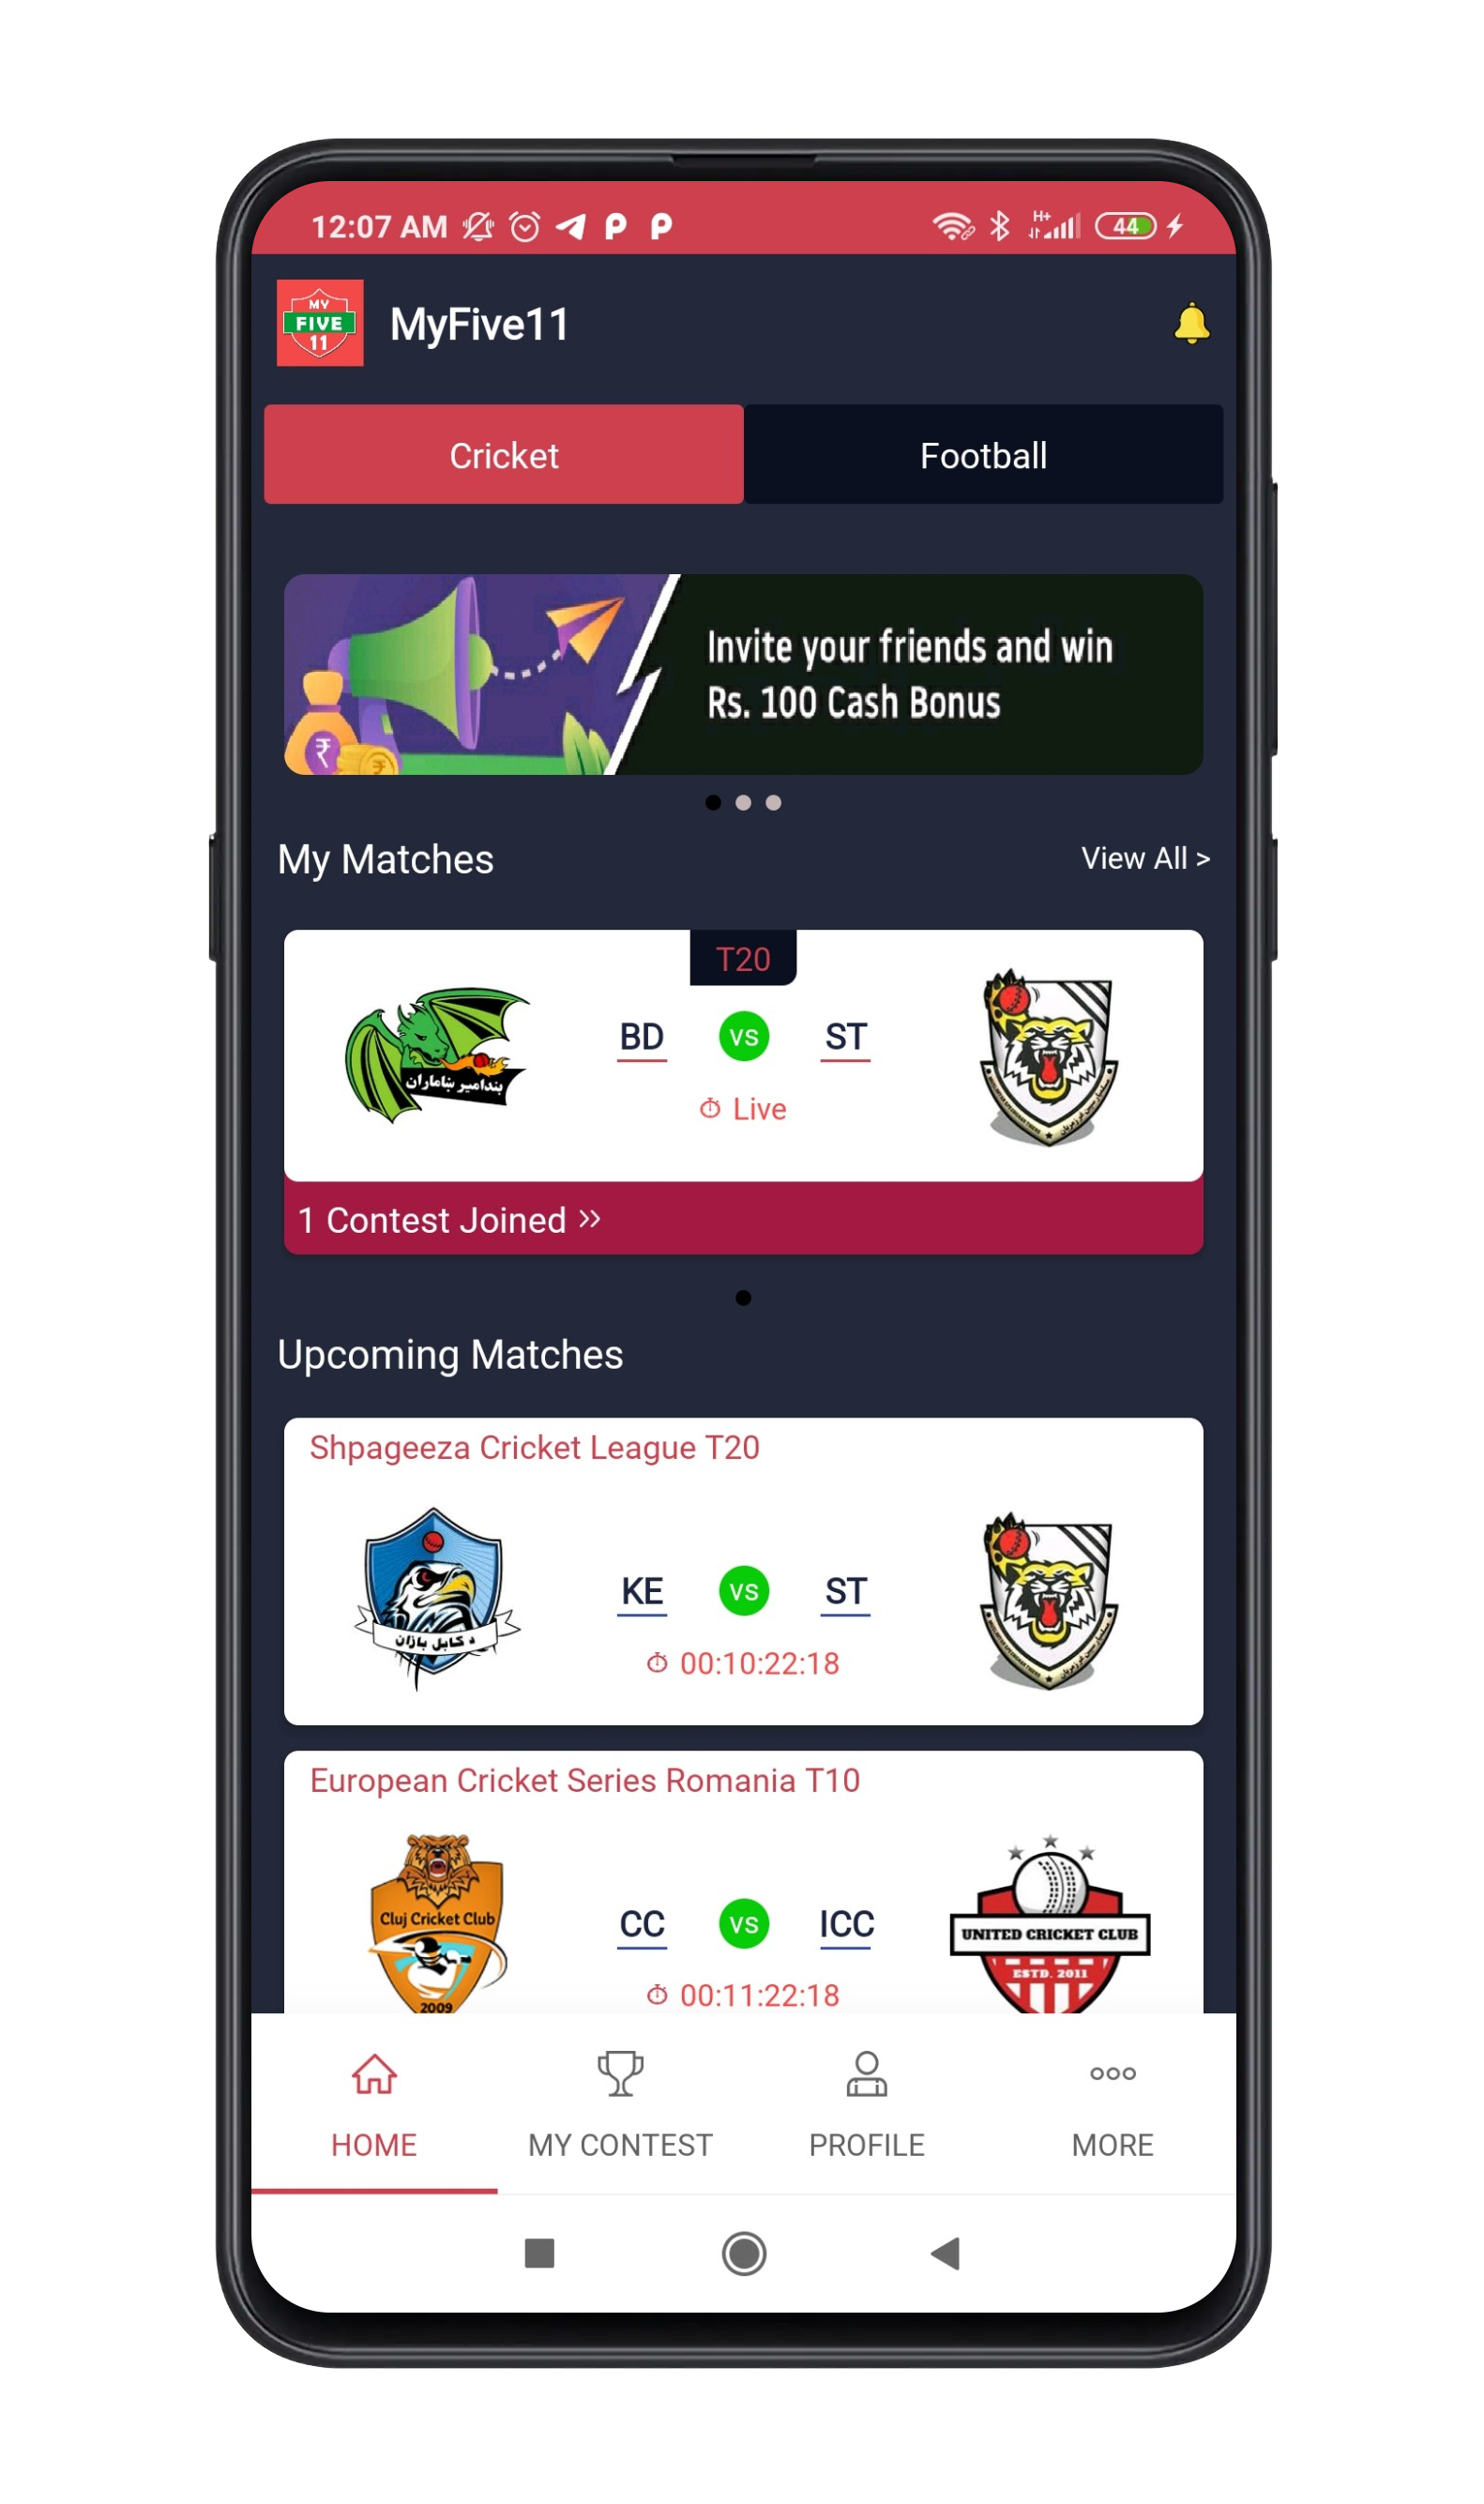 12:07 AM
H+
44
MY
FIVE
11
MyFive11
Cricket
Football
Invite your friends and win
Rs. 100 Cash Bonus
My Matches
View All >
T20
بندامیر ښاماران
BD
VS
ST
Live
1 Contest Joined >>
Upcoming Matches
Shpageeza Cricket League T20
د کابل بازان
KE
VS
ST
00:10:22:18
European Cricket Series Romania T10
Cluj Cricket Club
2009
CC
VS
ICC
UNITED CRICKET CLUB
ESTD. 2011
00:11:22:18
HOME
MY CONTEST
PROFILE
MORE